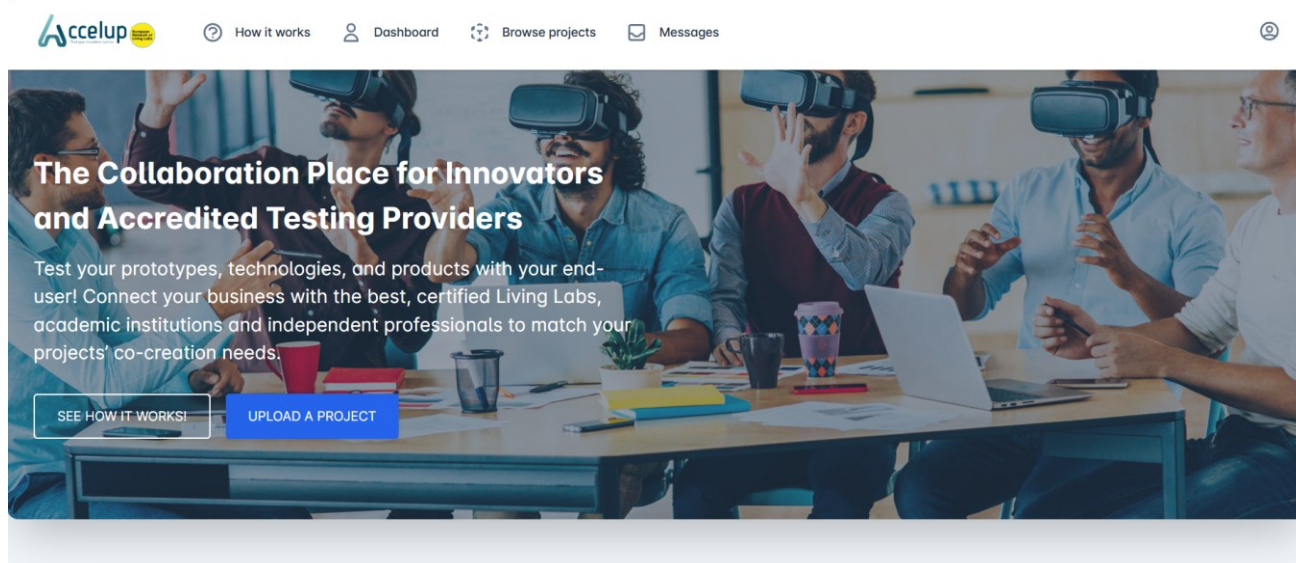 Accelup
How it works
Dashboard
Browse projects
Messages
The Collaboration Place for Innovators
and Accredited Testing Providers
Test your prototypes, technologies, and products with your end-
user! Connect your business with the best, certified Living Labs,
academic institutions and independent professionals to match your
projects' co-creation needs.
SEE HOW IT WORKS!
UPLOAD A PROJECT